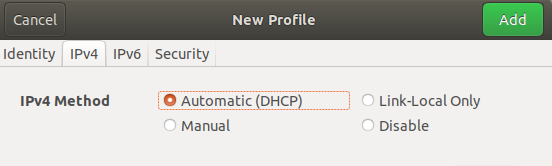 Cancel New Profile Add
Identity IPv4 IPv6 Security
IPv4 Method Automatic (DHCP) Link-Local Only
Manual Disable